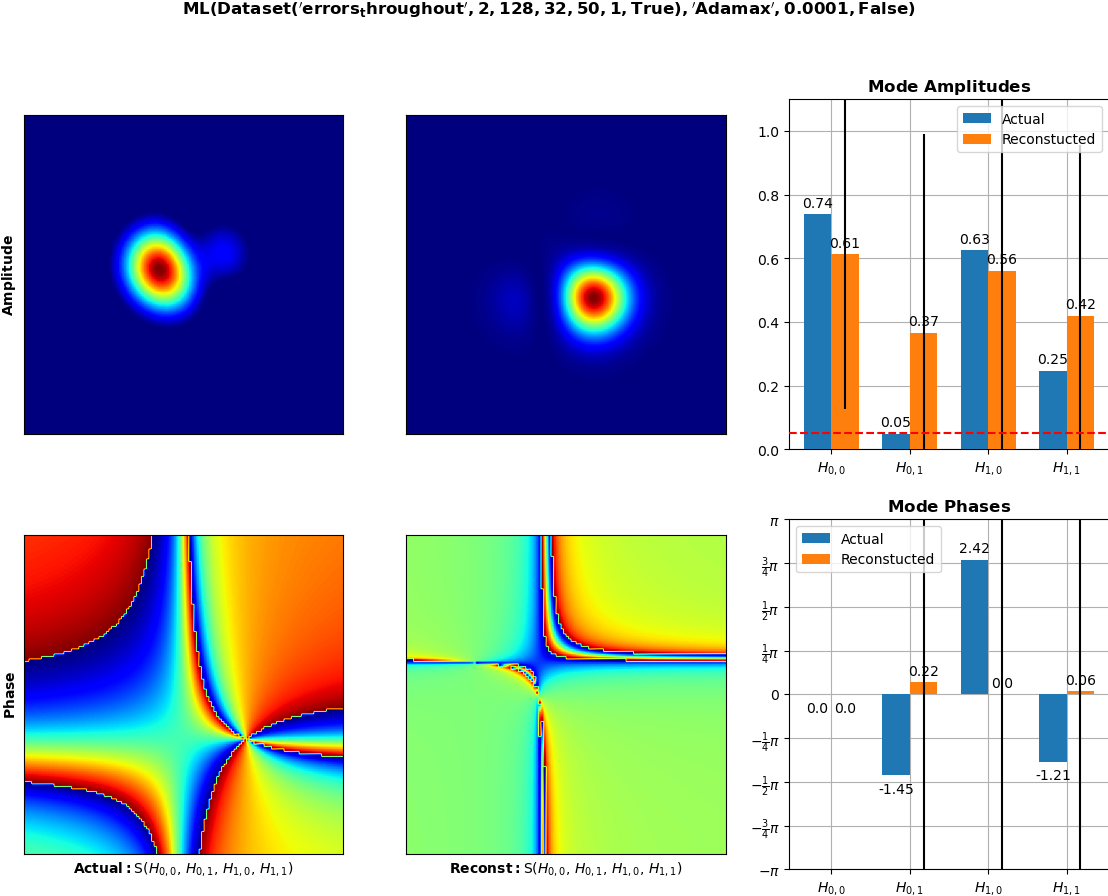 ML(Dataset('errors_throughout', 2, 128, 32, 50, 1, True), 'Adamax', 0.0001, False)
Amplitude
Mode Amplitudes
Actual
Reconstucted
1.0
0.8
0.6
0.4
0.2
0.0
0.74
0.61
0.05
0.37
0.63
0.56
0.25
0.42
H0,0
H0,1
H1,0
H1,1
Phase
Actual: S(H0,0, H0,1, H1,0, H1,1)
Reconst: S(H0,0, H0,1, H1,0, H1,1)
Mode Phases
Actual
Reconstucted
π
3/4π
1/2π
1/4π
0
−1/4π
−1/2π
−3/4π
−π
0.0
0.0
-1.45
0.22
2.42
0.0
-1.21
0.06
H0,0
H0,1
H1,0
H1,1